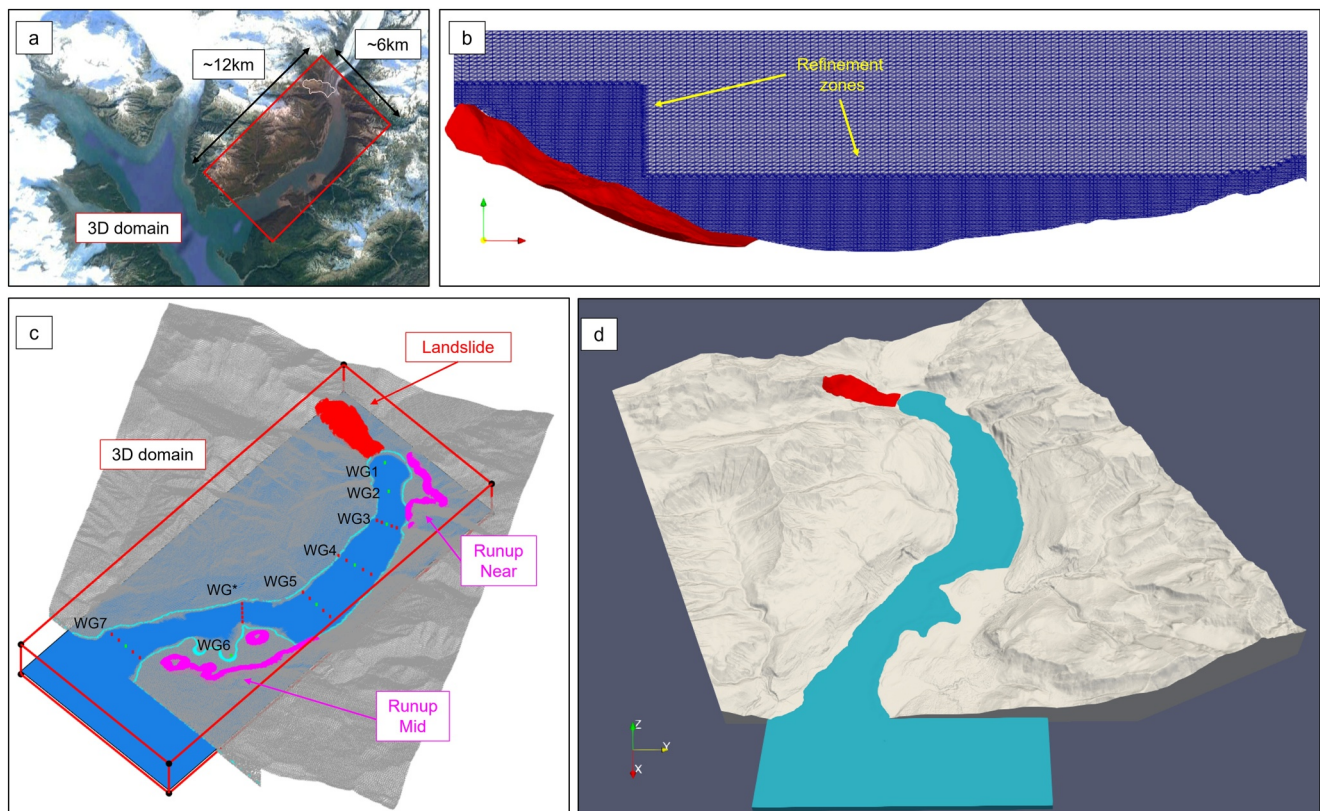 a
~12km
~6km
3D domain
b
Refinement
zones
c
Landslide
3D domain
WG1
WG2
WG3
WG4
WG5
WG*
WG7
WG6
Runup
Near
Runup
Mid
d
Z
Y
X